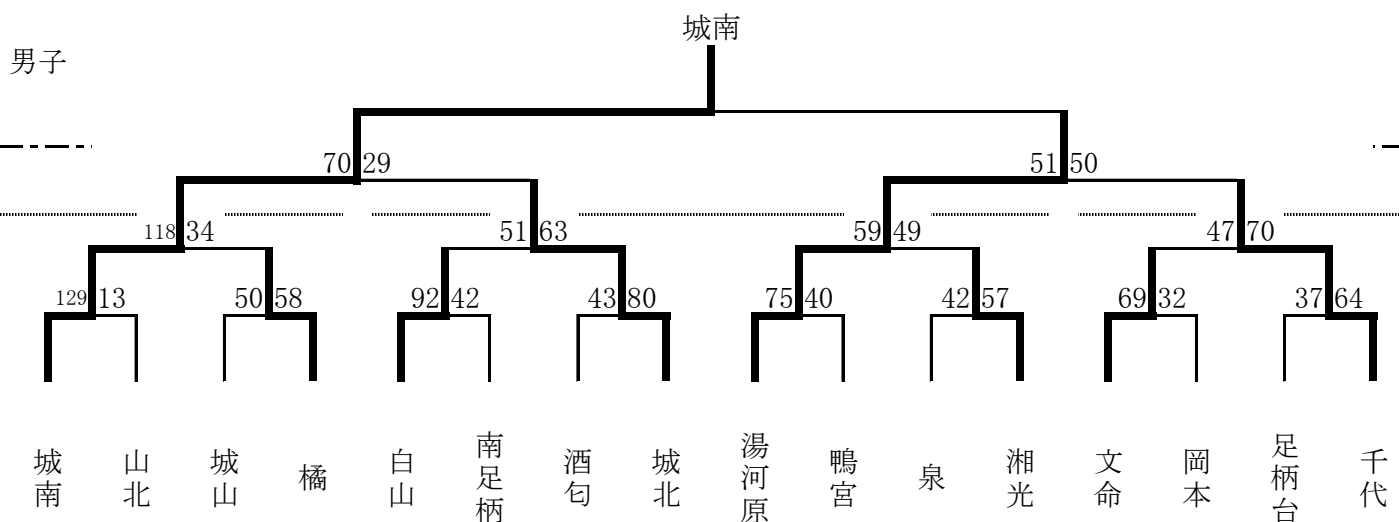 城南
男子
70 29
51 50
118 34
51 63
59 49
47 70
129 13
50 58
92 42
43 80
75 40
42 57
69 32
37 64
城南
山北
城山
橘
白山
南足柄
酒匂
城北
湯河原
鴨宮
泉
湘光
文命
岡本
足柄台
千代